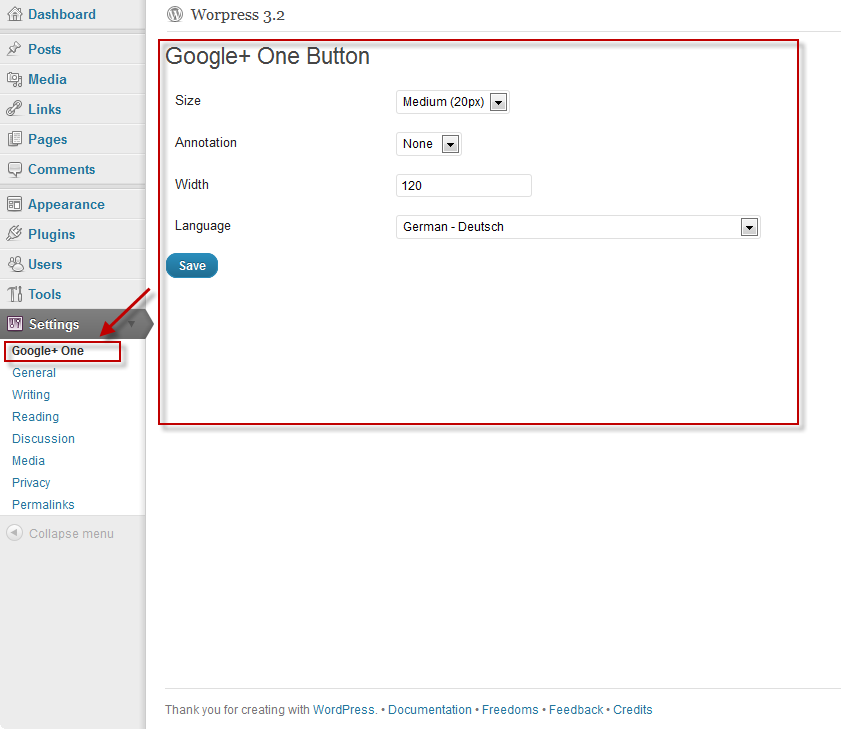 Dashboard
Posts
Media
Links
Pages
Comments
Appearance
Plugins
Users
Tools
Settings
Google+ One
General
Writing
Reading
Discussion
Media
Privacy
Permalinks
Collapse menu
Worpress 3.2
Google+ One Button
Size Medium (20px)
Annotation None
Width 120
Language German - Deutsch
Save
Thank you for creating with WordPress. • Documentation • Freedoms • Feedback • Credits